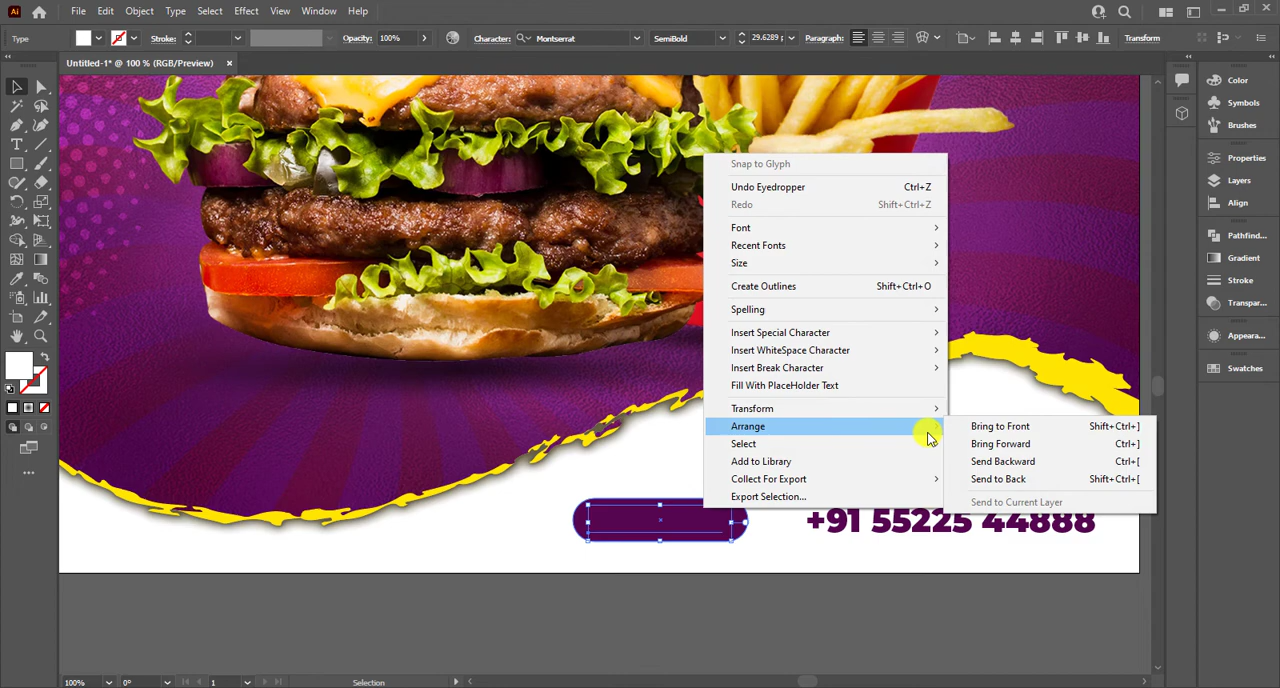 Ai File Edit Object Type Select Effect View Window Help
Type Stroke: Opacity: 100% Character: Montserrat SemiBold 29.6289 Paragraph: Transform
Untitled-1* @ 100 % (RGB/Preview) ×
Snap to Glyph
Undo Eyedropper Ctrl+Z
Redo Shift+Ctrl+Z
Font
Recent Fonts
Size
Create Outlines Shift+Ctrl+O
Spelling
Insert Special Character
Insert WhiteSpace Character
Insert Break Character
Fill With PlaceHolder Text
Transform
Arrange
Select
Add to Library
Collect For Export
Export Selection...
Bring to Front Shift+Ctrl+]
Bring Forward Ctrl+]
Send Backward Ctrl+[
Send to Back Shift+Ctrl+[
Send to Current Layer
+91 55225 44888
Color
Symbols
Brushes
Properties
Layers
Align
Pathfind...
Gradient
Stroke
Transpar...
Appeara...
Swatches
100% 0° 1 Selection